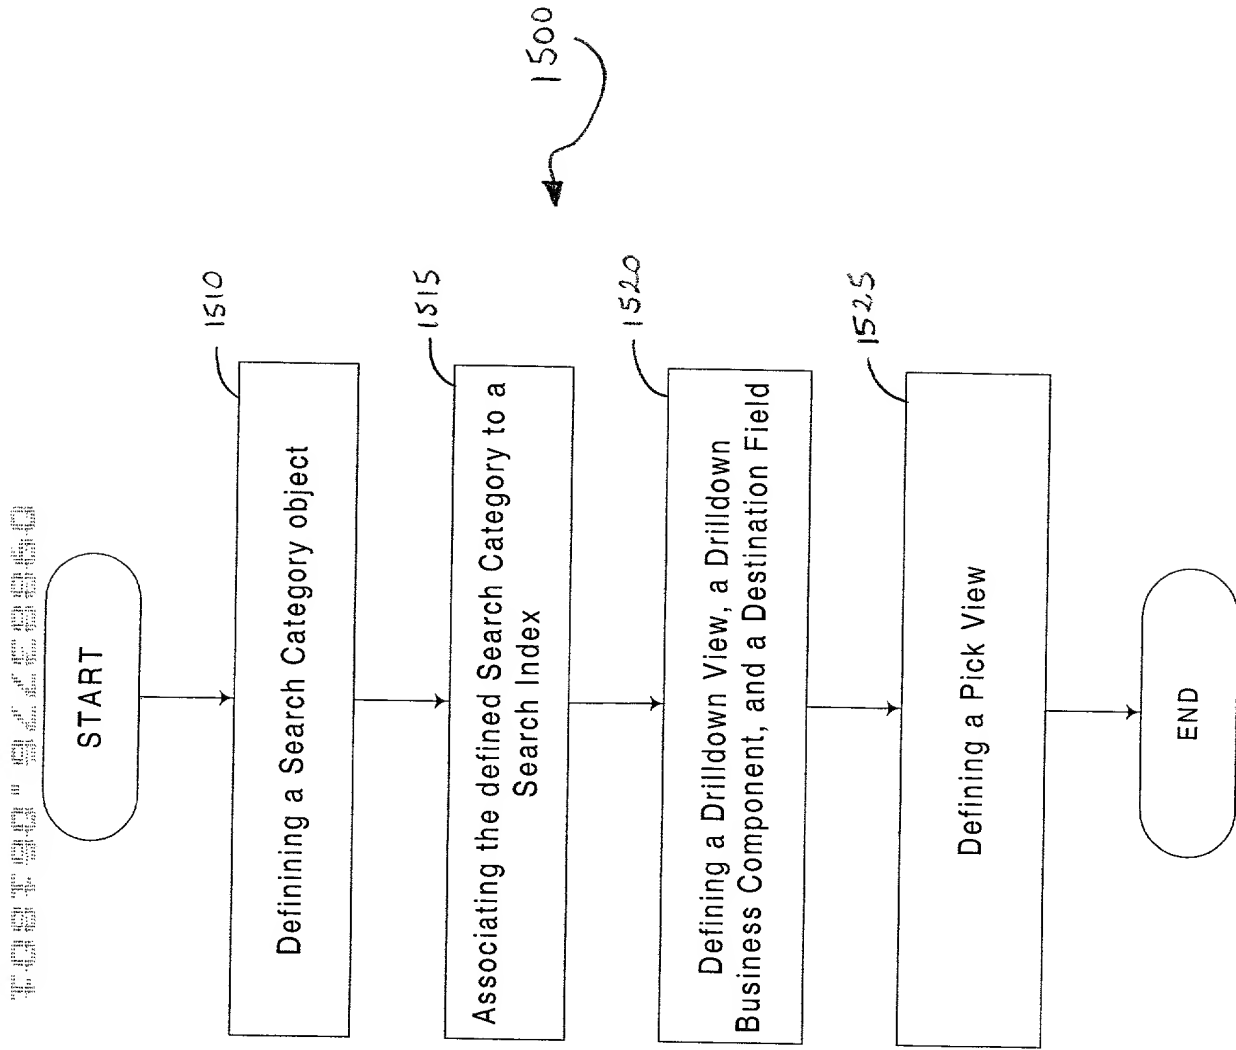 START
Definining a Search Category object
1510
Associating the defined Search Category to a
Search Index
1515
Defining a Drilldown View, a Drilldown
Business Component, and a Destination Field
1520
Defining a Pick View
1525
END
1500